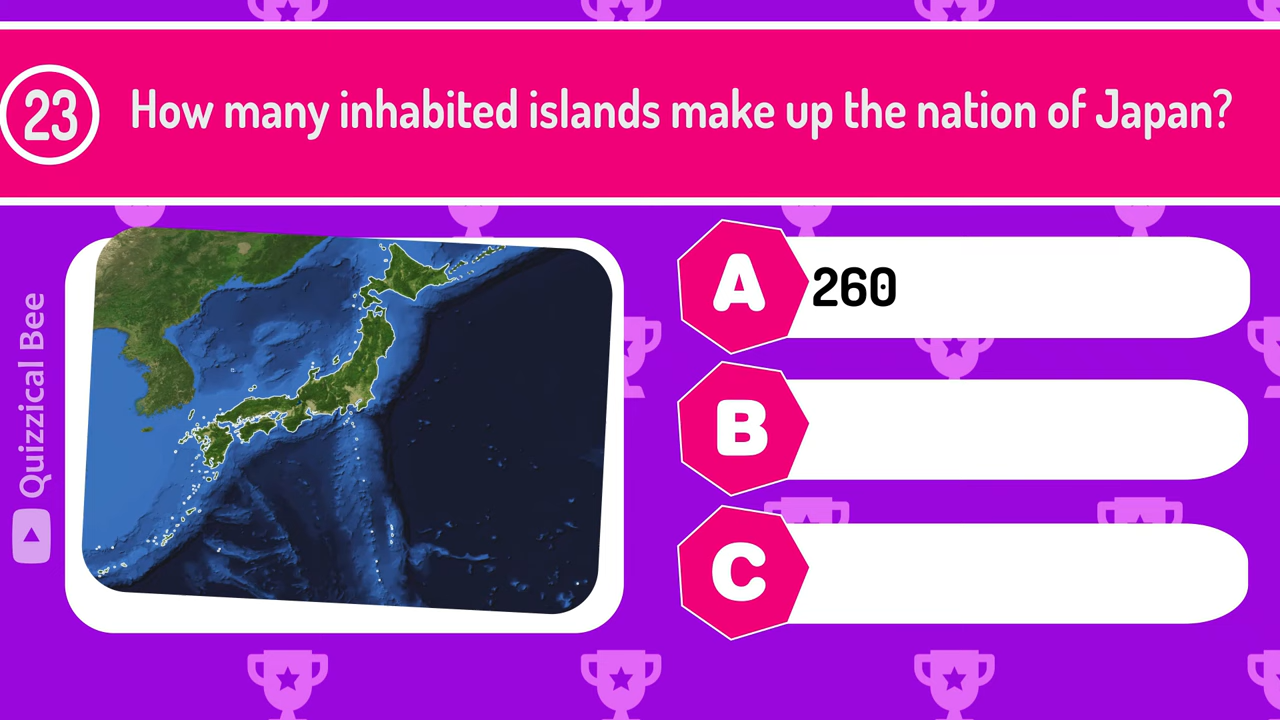 23
How many inhabited islands make up the nation of Japan?
Quizzical Bee
A
260
B
C